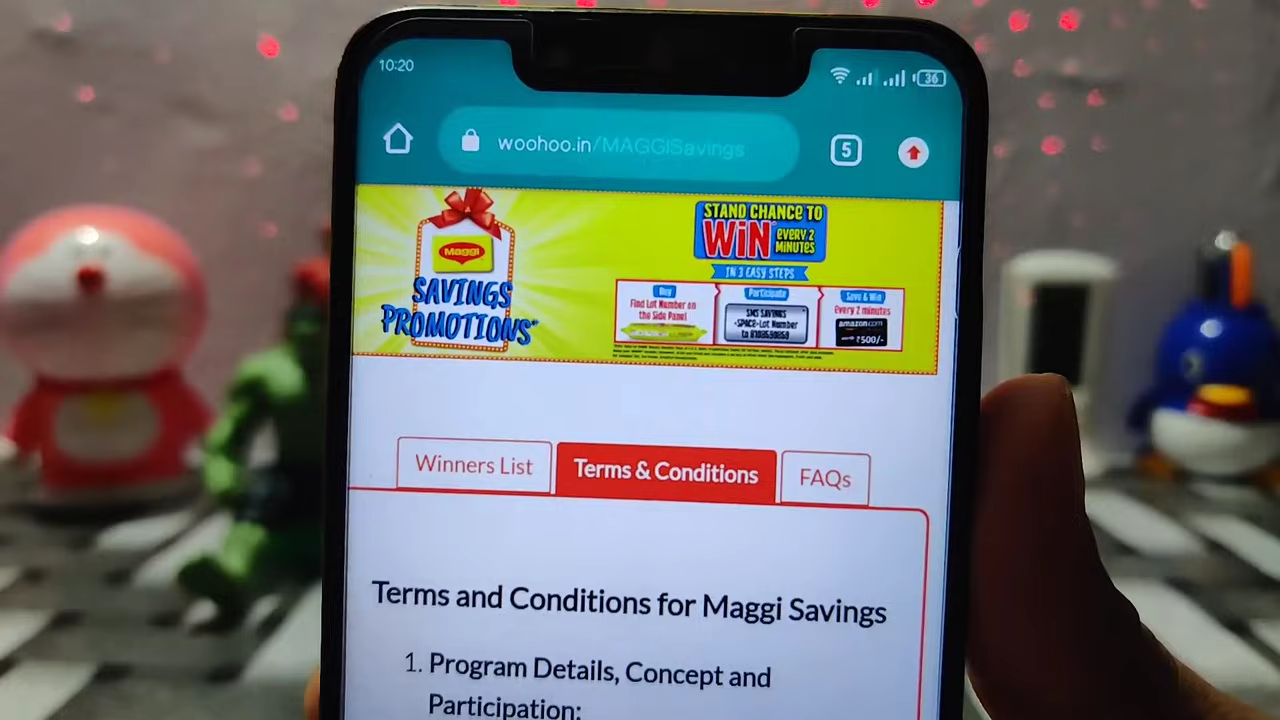 10:20
36
woohoo.in/MAGGISavings
5
Maggi
SAVINGS
PROMOTIONS*
STAND CHANCE TO
WiN* EVERY 2
MINUTES
IN 3 EASY STEPS
Buy
Find Lot Number on
the Side Panel
Participate
SMS SAVINGS
Save & Win
Every 2 minutes
amazon.com
₹500/-
Winners List
Terms & Conditions
FAQs
Terms and Conditions for Maggi Savings
1. Program Details, Concept and
Participation: